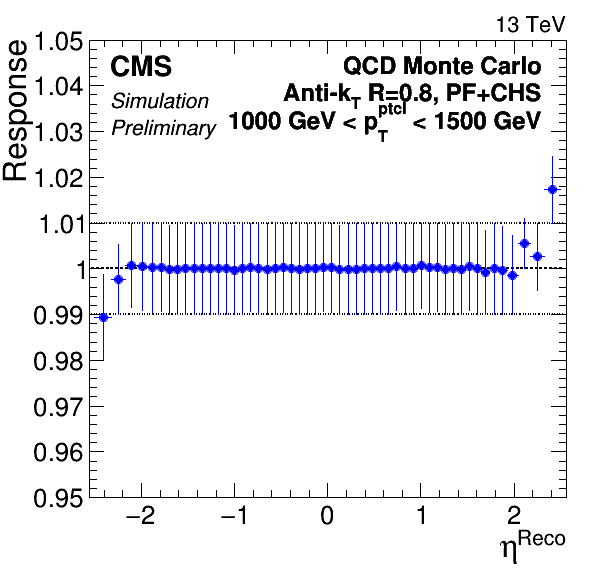 13 TeV
Response
1.05
1.04
1.03
1.02
1.01
1
0.99
0.98
0.97
0.96
0.95
CMS
Simulation
Preliminary
QCD Monte Carlo
Anti-k_T R=0.8, PF+CHS
1000 GeV < p_T^ptcl < 1500 GeV
−2 −1 0 1 2
η^Reco